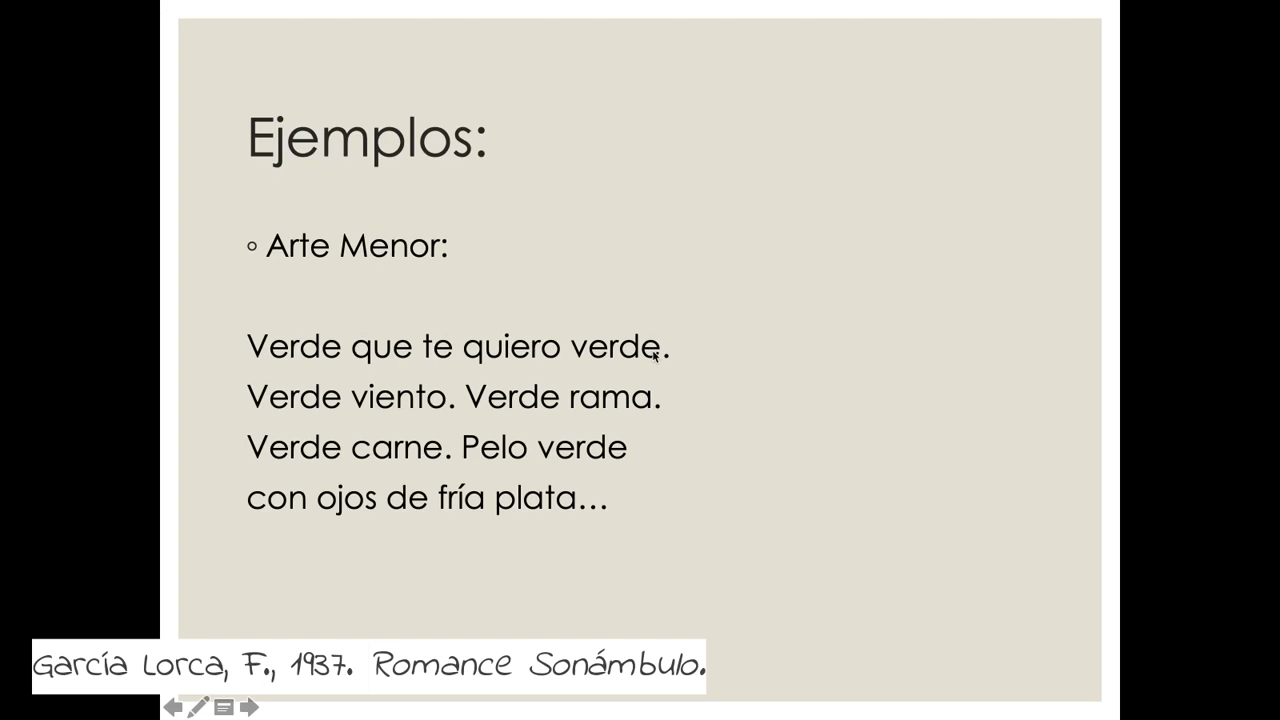 Ejemplos:
◦ Arte Menor:
Verde que te quiero verde.
Verde viento. Verde rama.
Verde carne. Pelo verde
con ojos de fría plata…
García Lorca, F., 1937. Romance Sonámbulo.